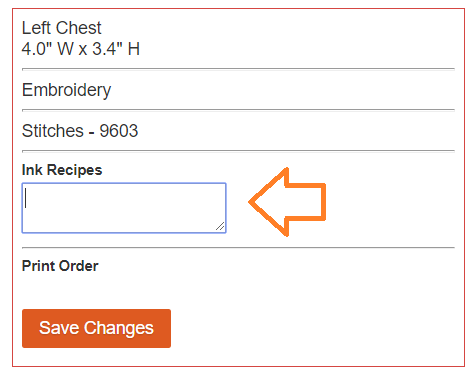 Left Chest
4.0" W x 3.4" H
Embroidery
Stitches - 9603
Ink Recipes
Print Order
Save Changes